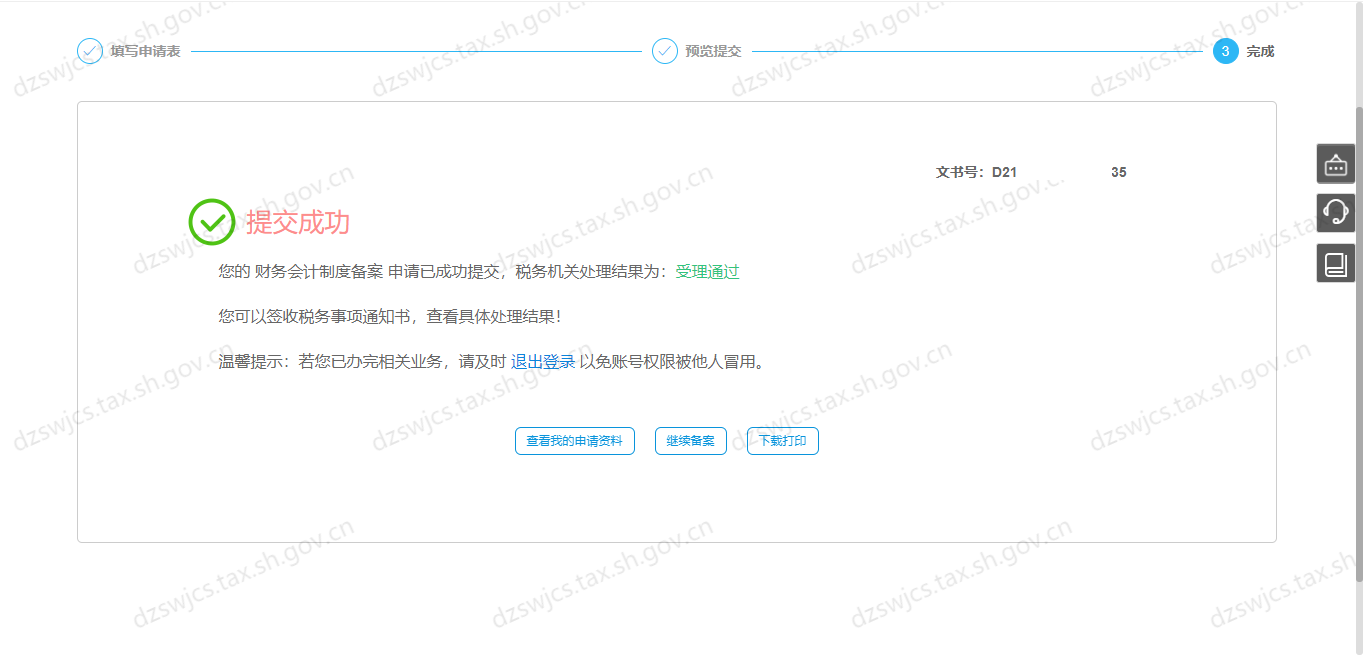 填写申请表
预览提交
3 完成
文书号：D21 35
提交成功
您的 财务会计制度备案 申请已成功提交，税务机关处理结果为：受理通过
您可以签收税务事项通知书，查看具体处理结果！
温馨提示：若您已办完相关业务，请及时 退出登录 以免账号权限被他人冒用。
查看我的申请资料 继续备案 下载打印
dzswjcs.tax.sh.gov.cn